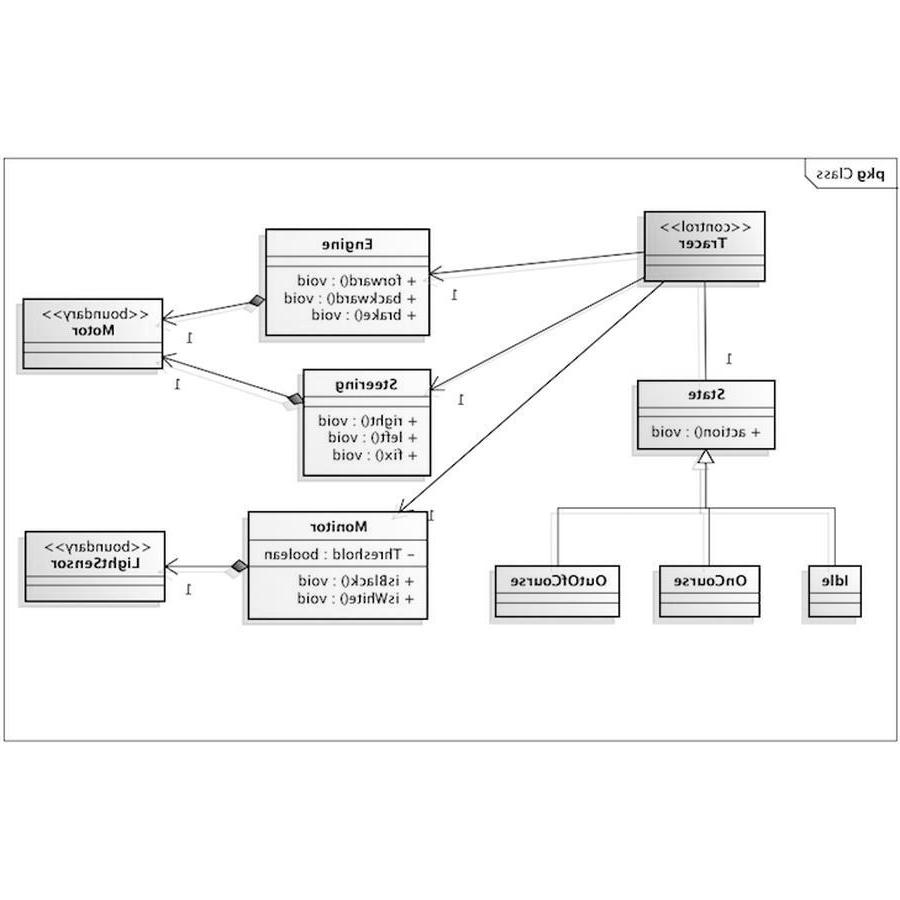 pkg Class
<<control>>
Tracer
Engine
+ forward() : void
+ backward() : void
+ brake() : void
<<boundary>>
Motor
1
1
1
Steering
+ right() : void
+ left() : void
+ fix() : void
1
1
State
+ action() : void
1
Monitor
- Threshold : boolean
+ isBlack() : void
+ isWhite() : void
<<boundary>>
LightSensor
1
1
Idle
OnCourse
OutOfCourse